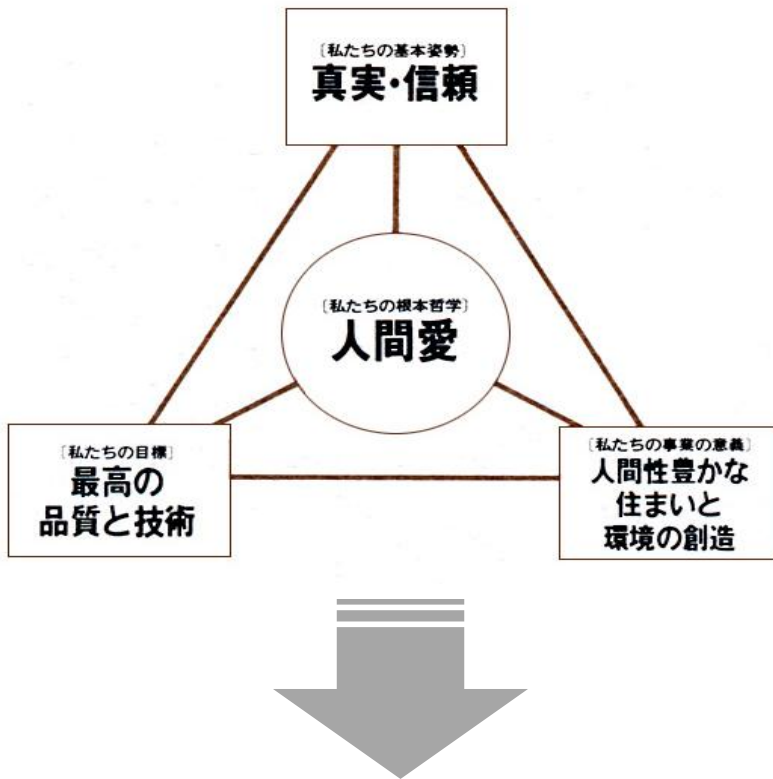 〔私たちの基本姿勢〕
真実・信頼
〔私たちの根本哲学〕
人間愛
〔私たちの目標〕
最高の
品質と技術
〔私たちの事業の意義〕
人間性豊かな
住まいと
環境の創造